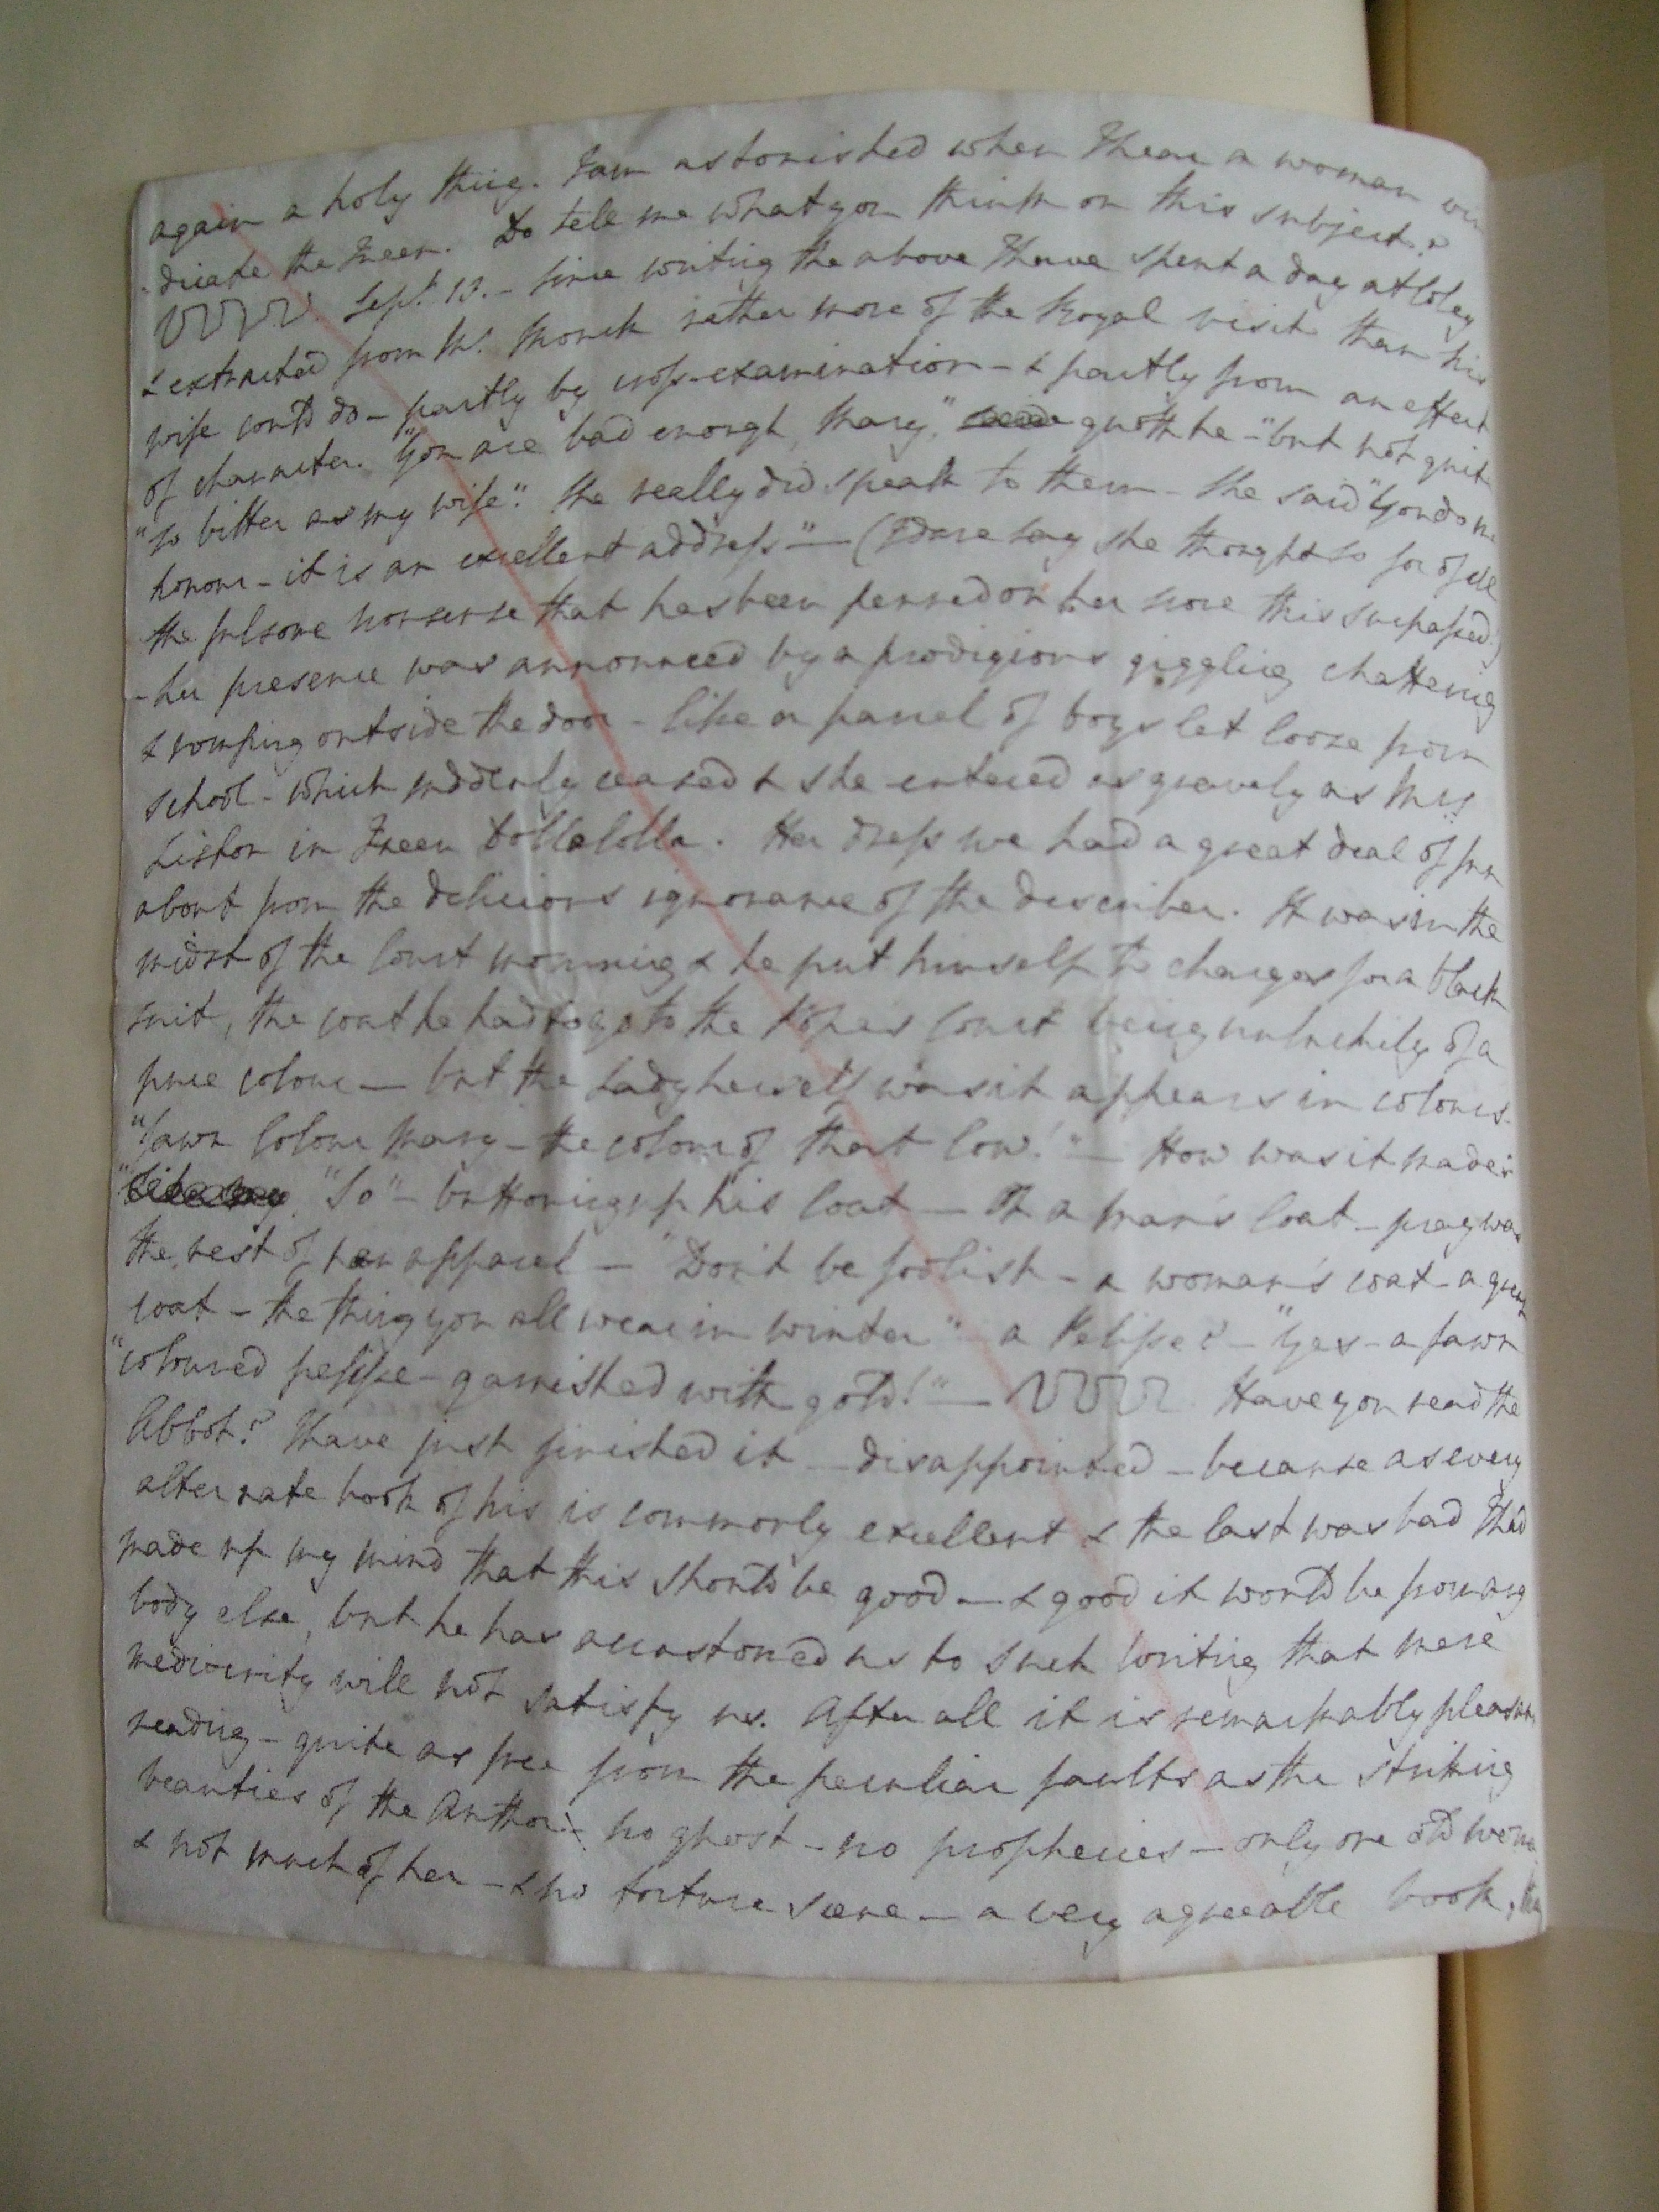 again a holy thing. I am astonished when I hear a woman vin
-dicate the Queen. Do tell me what you think on this subject?
Sept. 13. - Since writing the above I have spent a day at Coley
& extracted from Mr. Monck rather more of the Royal visit than his
wife could do - partly by cross-examination - & partly from an effect
of character. "You are bad enough, Mary," quoth he - "but not quite
"so bitter as my wife". She really did speak to them - She said "You do me
honour - it is an excellent address" - (I dare say she thought so for of all
the fulsome nonsense that has been penned on her none this surpassed.)
- her presence was announced by a prodigious giggling chattering
& romping outside the door - like a parcel of boys let loose from
school - which suddenly ceased & she entered as gravely as Mrs.
Liston in Queen Dollalolla. Her dress we had a great deal of fun
about from the delicious ignorance of the describer. It was in the
midst of the Court mourning & he put himself to charges for a black
suit, the coat he had to go to the Pope's Court being unluckily of a
puce colour - but the Lady herself was it appears in colours.
"Fawn Colour Mary - the colour of that Cow!" - How was it made?
"So" - buttoning up his Coat - Of a man's Coat - pray was
the rest of her apparel - "Don't be foolish - a woman's coat - a great
coat - the thing you all wear in winter" - a Pelisse? - "Yes - a fawn
"coloured pelisse - garnished with gold!" - Have you read the
Abbot? I have just finished it - disappointed - because as every
alternate book of his is commonly excellent & the last was bad I had
made up my mind that this should be good - & good it would be from any
body else, but he has accustomed us to such writing that mere
mediocrity will not satisfy us. After all it is remarkably pleasant
reading - quite as free from the peculiar faults as the striking
beauties of the Author - no ghost - no prophecies - only one old woman
& not much of her - & no torture scene - a very agreeable book,